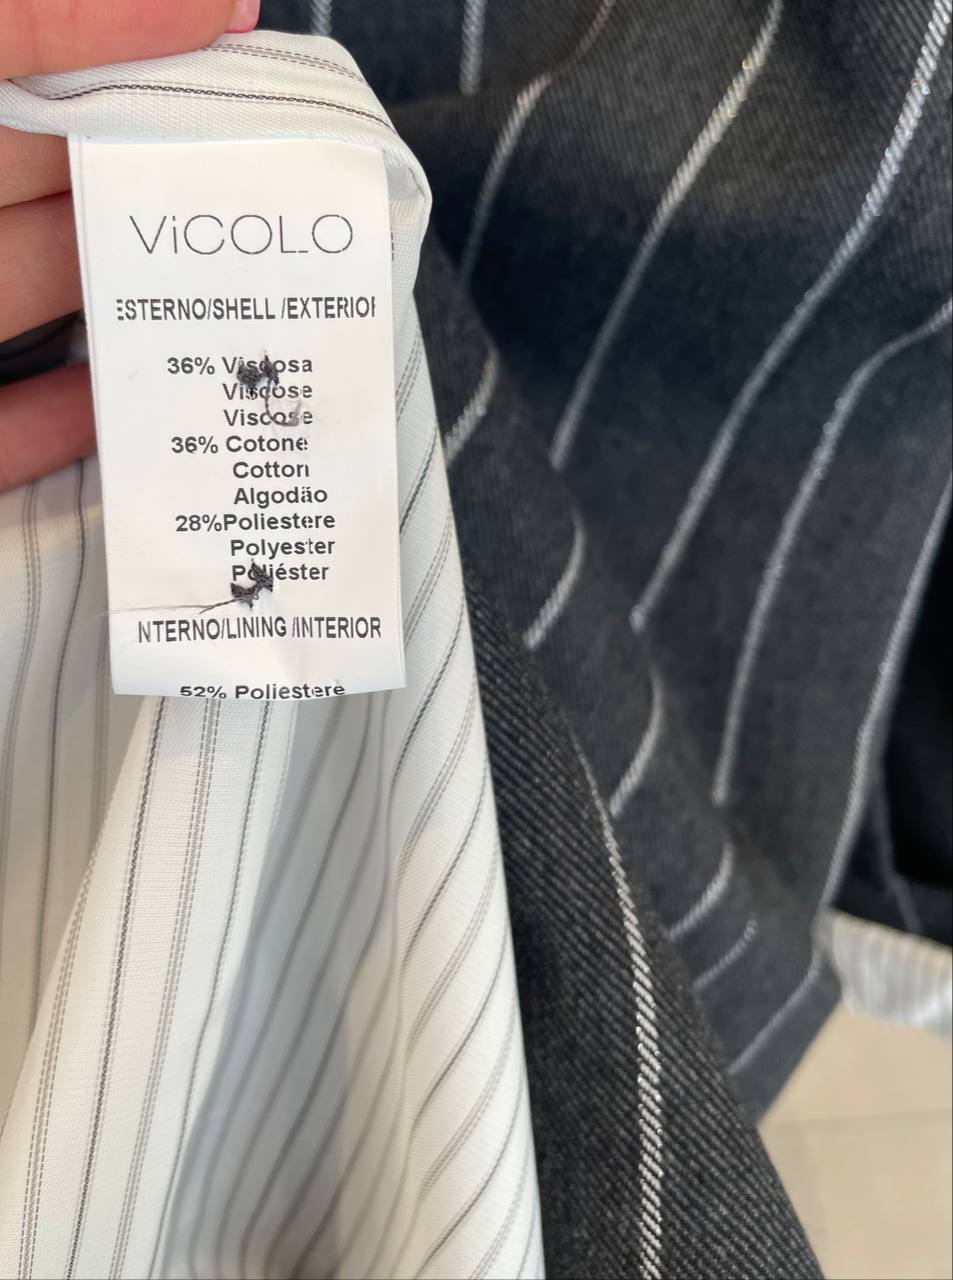 ViCOLO
ESTERNO/SHELL /EXTERIOR
36% Viscosa
Viscose
Viscose
36% Cotone
Cotton
Algodão
28%Poliestere
Polyester
Poliéster
NTERNO/LINING /INTERIOR
52% Poliestere